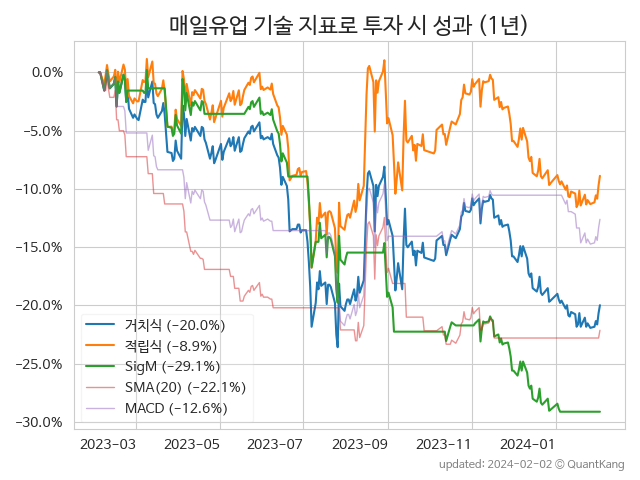 매일유업 기술 지표로 투자 시 성과 (1년)
0.0%
−5.0%
−10.0%
−15.0%
−20.0%
−25.0%
−30.0%
거치식 (−20.0%)
적립식 (−8.9%)
SigM (−29.1%)
SMA(20) (−22.1%)
MACD (−12.6%)
2023-03 2023-05 2023-07 2023-09 2023-11 2024-01
updated: 2024-02-02 © QuantKang